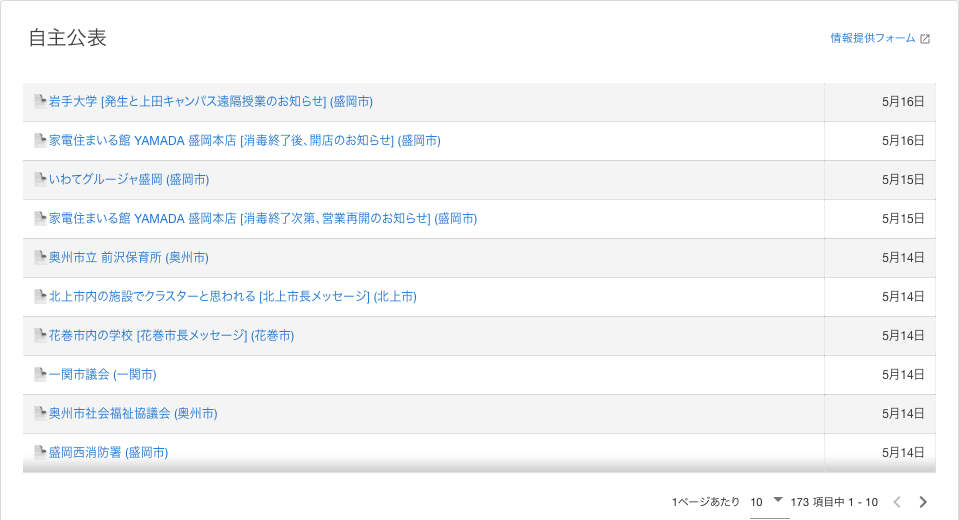 自主公表
情報提供フォーム
岩手大学 [発生と上田キャンパス遠隔授業のお知らせ] (盛岡市) 5月16日
家電住まいる館 YAMADA 盛岡本店 [消毒終了後、開店のお知らせ] (盛岡市) 5月16日
いわてグルージャ盛岡 (盛岡市) 5月15日
家電住まいる館 YAMADA 盛岡本店 [消毒終了次第、営業再開のお知らせ] (盛岡市) 5月15日
奥州市立 前沢保育所 (奥州市) 5月14日
北上市内の施設でクラスターと思われる [北上市長メッセージ] (北上市) 5月14日
花巻市内の学校 [花巻市長メッセージ] (花巻市) 5月14日
一関市議会 (一関市) 5月14日
奥州市社会福祉協議会 (奥州市) 5月14日
盛岡西消防署 (盛岡市) 5月14日
1ページあたり 10 173 項目中 1 - 10